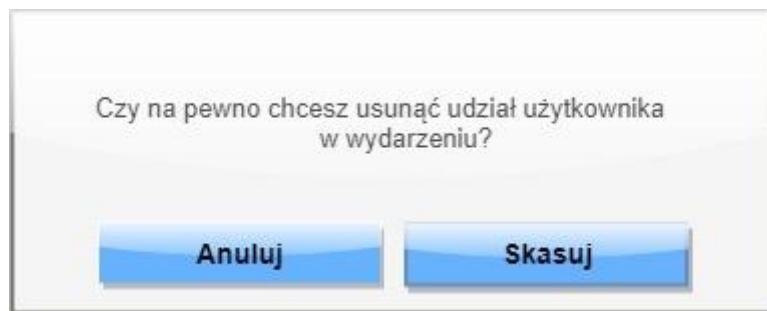 Czy na pewno chcesz usunąć udział użytkownika
w wydarzeniu?
Anuluj
Skasuj